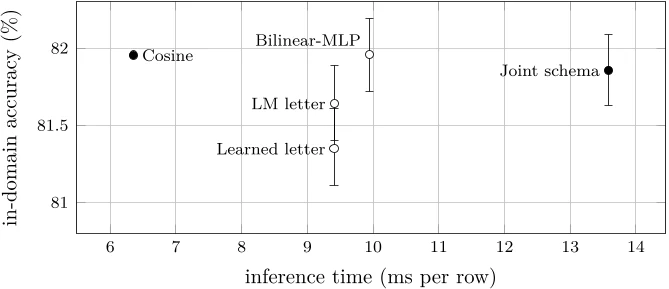 in-domain accuracy (%)
82
81.5
81
Bilinear-MLP
Cosine
Joint schema
LM letter
Learned letter
6 7 8 9 10 11 12 13 14
inference time (ms per row)